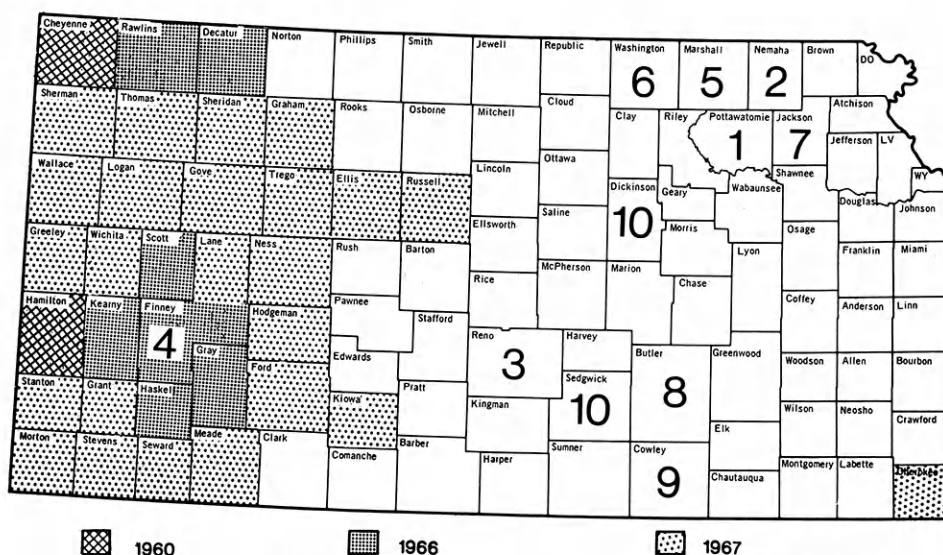 Cheyenne
Rawlins
Decatur
Norton
Phillips
Smith
Jewell
Republic
Washington
6
Marshall
5
Nemaha
2
Brown
DO
Atchison
Sherman
Thomas
Sheridan
Graham
Rooks
Osborne
Mitchell
Cloud
Clay
Riley
Pottawatomie
1
Jackson
7
Jefferson
LV
WY
Wallace
Logan
Gove
Trego
Ellis
Russell
Lincoln
Ottawa
Dickinson
10
Geary
Wabaunsee
Shawnee
Douglas
Johnson
Greeley
Wichita
Scott
Lane
Ness
Rush
Barton
Ellsworth
Saline
Morris
Lyon
Osage
Franklin
Miami
Hamilton
Kearny
Finney
4
Hodgeman
Pawnee
Stafford
Rice
McPherson
Marion
Chase
Coffey
Anderson
Linn
Stanton
Grant
Haskell
Gray
Ford
Edwards
Kiowa
Pratt
Reno
3
Harvey
Sedgwick
10
Kingman
Butler
8
Greenwood
Woodson
Allen
Bourbon
Wilson
Neosho
Crawford
Morton
Stevens
Seward
Meade
Clark
Comanche
Barber
Harper
Sumner
Cowley
9
Elk
Chautauqua
Montgomery
Labette
1960
1966
1967